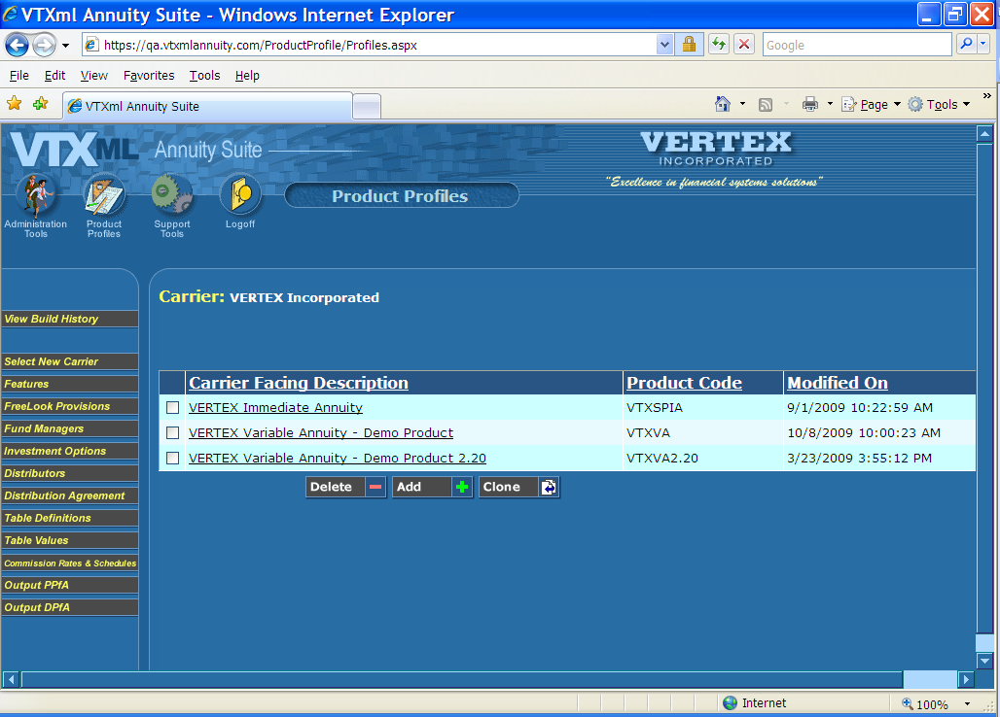 VTXml Annuity Suite - Windows Internet Explorer
https://qa.vtxmlannuity.com/ProductProfile/Profiles.aspx
Google
File Edit View Favorites Tools Help
VTXml Annuity Suite
Page Tools »
VTXML Annuity Suite
VERTEX
INCORPORATED
"Excellence in financial systems solutions"
Administration Tools
Product Profiles
Support Tools
Logoff
Product Profiles
View Build History
Select New Carrier
Features
FreeLook Provisions
Fund Managers
Investment Options
Distributors
Distribution Agreement
Table Definitions
Table Values
Commission Rates & Schedules
Output PPfA
Output DPfA
Carrier: VERTEX Incorporated
Carrier Facing Description Product Code Modified On
VERTEX Immediate Annuity VTXSPIA 9/1/2009 10:22:59 AM
VERTEX Variable Annuity - Demo Product VTXVA 10/8/2009 10:00:23 AM
VERTEX Variable Annuity - Demo Product 2.20 VTXVA2.20 3/23/2009 3:55:12 PM
Delete Add Clone
Internet 100%